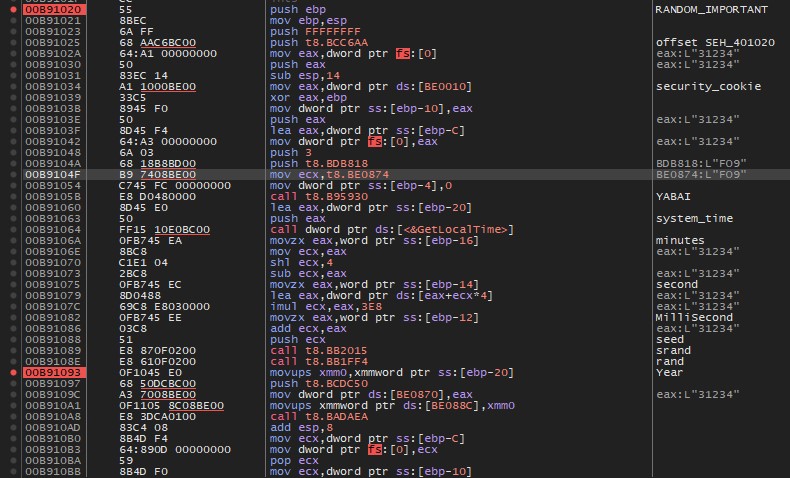 00B91020 55 push ebp RANDOM_IMPORTANT
00B91021 8BEC mov ebp,esp
00B91023 6A FF push FFFFFFFF
00B91025 68 AAC6BC00 push t8.BCC6AA offset SEH_401020
00B9102A 64:A1 00000000 mov eax,dword ptr fs:[0] eax:L"31234"
00B91030 50 push eax eax:L"31234"
00B91031 83EC 14 sub esp,14
00B91034 A1 1000BE00 mov eax,dword ptr ds:[BE0010] security_cookie
00B91039 33C5 xor eax,ebp
00B9103B 8945 F0 mov dword ptr ss:[ebp-10],eax
00B9103E 50 push eax eax:L"31234"
00B9103F 8D45 F4 lea eax,dword ptr ss:[ebp-C]
00B91042 64:A3 00000000 mov dword ptr fs:[0],eax eax:L"31234"
00B91048 6A 03 push 3
00B9104A 68 18B8BD00 push t8.BDB818 BDB818:L"F09"
00B9104F B9 7408BE00 mov ecx,t8.BE0874 BE0874:L"F09"
00B91054 C745 FC 00000000 mov dword ptr ss:[ebp-4],0
00B9105B E8 D0480000 call t8.B95930 YABAI
00B91060 8D45 E0 lea eax,dword ptr ss:[ebp-20]
00B91063 50 push eax system_time
00B91064 FF15 10E0BC00 call dword ptr ds:[<&GetLocalTime>]
00B9106A 0FB745 EA movzx eax,word ptr ss:[ebp-16] minutes
00B9106E 8BC8 mov ecx,eax eax:L"31234"
00B91070 C1E1 04 shl ecx,4
00B91073 2BC8 sub ecx,eax eax:L"31234"
00B91075 0FB745 EC movzx eax,word ptr ss:[ebp-14] second
00B91079 8D0488 lea eax,dword ptr ds:[eax+ecx*4] eax:L"31234"
00B9107C 69C8 E8030000 imul ecx,eax,3E8 eax:L"31234"
00B91082 0FB745 EE movzx eax,word ptr ss:[ebp-12] MilliSecond
00B91086 03C8 add ecx,eax eax:L"31234"
00B91088 51 push ecx seed
00B91089 E8 870F0200 call t8.BB2015 srand
00B9108E E8 610F0200 call t8.BB1FF4 rand
00B91093 0F1045 E0 movups xmm0,xmmword ptr ss:[ebp-20] Year
00B91097 68 50DCBC00 push t8.BCDC50
00B9109C A3 7008BE00 mov dword ptr ds:[BE0870],eax eax:L"31234"
00B910A1 0F1105 8C08BE00 movups xmmword ptr ds:[BE088C],xmm0
00B910A8 E8 3DCA0100 call t8.BADAEA
00B910AD 83C4 08 add esp,8
00B910B0 8B4D F4 mov ecx,dword ptr ss:[ebp-C]
00B910B3 64:890D 00000000 mov dword ptr fs:[0],ecx
00B910BA 59 pop ecx
00B910BB 8B4D F0 mov ecx,dword ptr ss:[ebp-10]